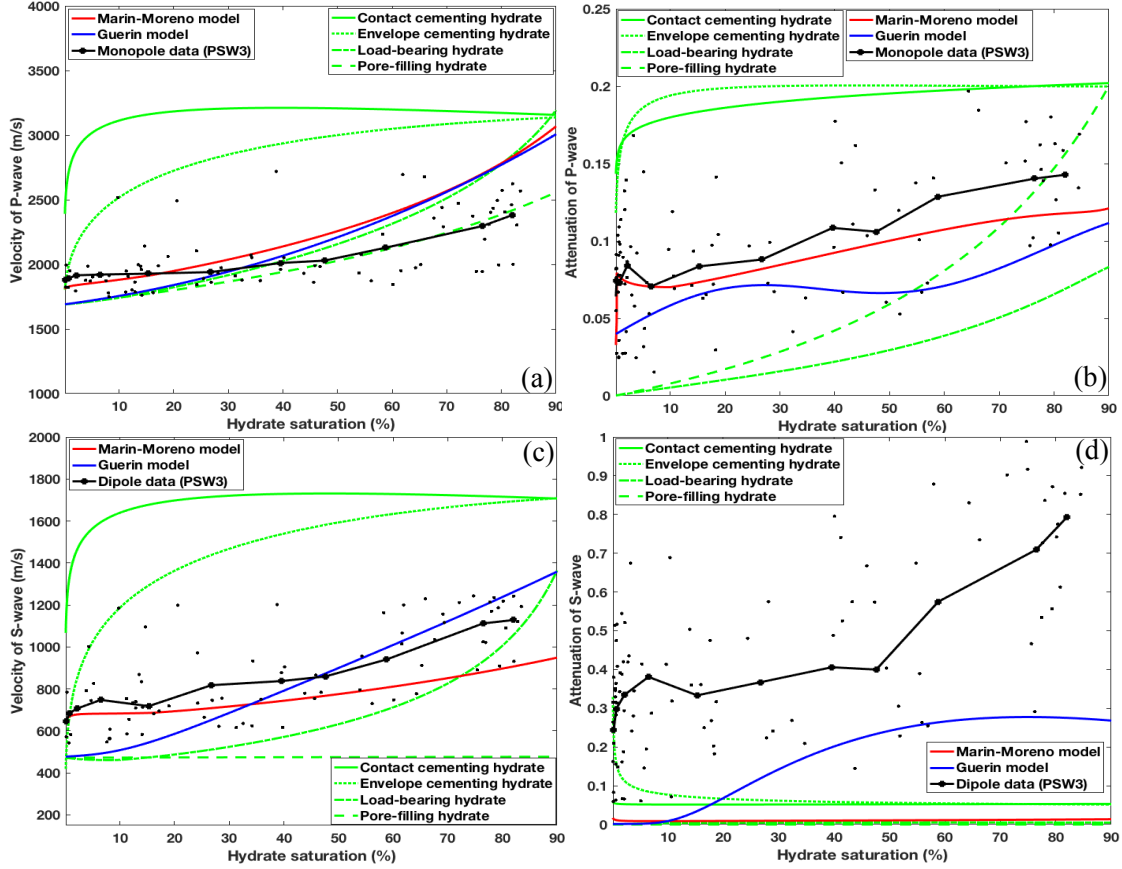 4000
3500
3000
2500
2000
1500
1000
Velocity of P-wave (m/s)
Marin-Moreno model
Guerin model
Monopole data (PSW3)
Contact cementing hydrate
Envelope cementing hydrate
Load-bearing hydrate
Pore-filling hydrate
(a)
10 20 30 40 50 60 70 80 90
Hydrate saturation (%)
0.25
0.2
0.15
0.1
0.05
0
Attenuation of P-wave
Contact cementing hydrate
Envelope cementing hydrate
Load-bearing hydrate
Pore-filling hydrate
Marin-Moreno model
Guerin model
Monopole data (PSW3)
(b)
10 20 30 40 50 60 70 80 90
Hydrate saturation (%)
2000
1800
1600
1400
1200
1000
800
600
400
200
Velocity of S-wave (m/s)
Marin-Moreno model
Guerin model
Dipole data (PSW3)
(c)
Contact cementing hydrate
Envelope cementing hydrate
Load-bearing hydrate
Pore-filling hydrate
10 20 30 40 50 60 70 80 90
Hydrate saturation (%)
1
0.9
0.8
0.7
0.6
0.5
0.4
0.3
0.2
0.1
0
Attenuation of S-wave
Contact cementing hydrate
Envelope cementing hydrate
Load-bearing hydrate
Pore-filling hydrate
(d)
Marin-Moreno model
Guerin model
Dipole data (PSW3)
10 20 30 40 50 60 70 80 90
Hydrate saturation (%)